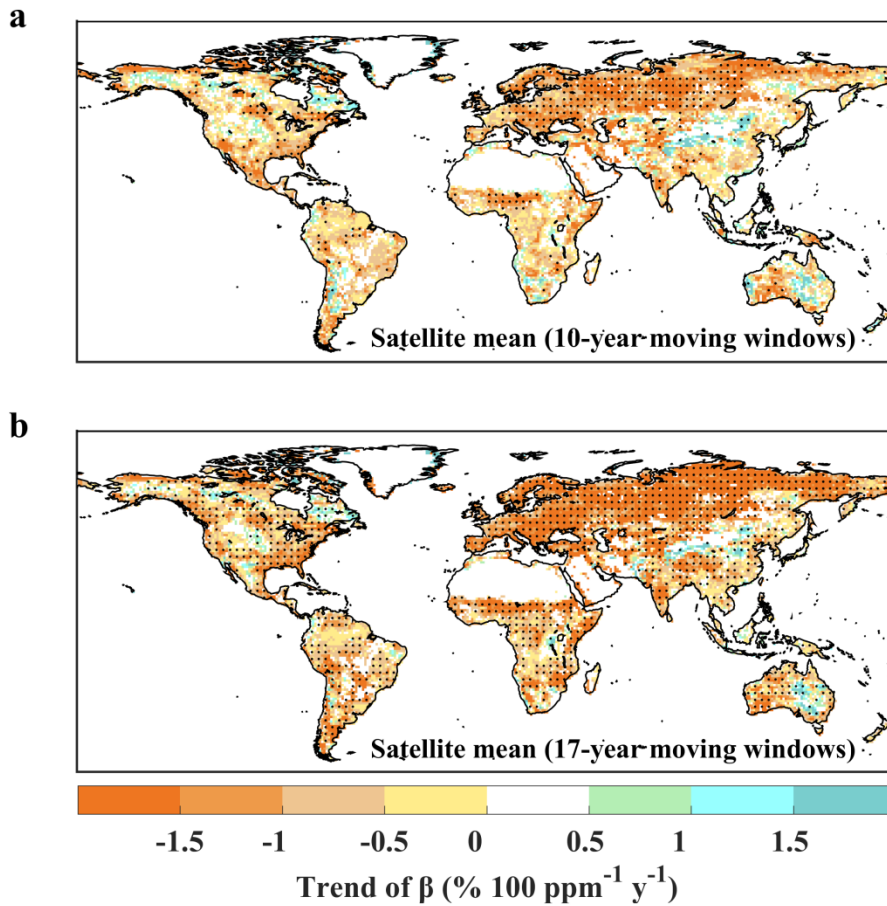 a
Satellite mean (10-year-moving windows)
b
Satellite mean (17-year-moving windows)
-1.5 -1 -0.5 0 0.5 1 1.5
Trend of β (% 100 ppm⁻¹ y⁻¹)